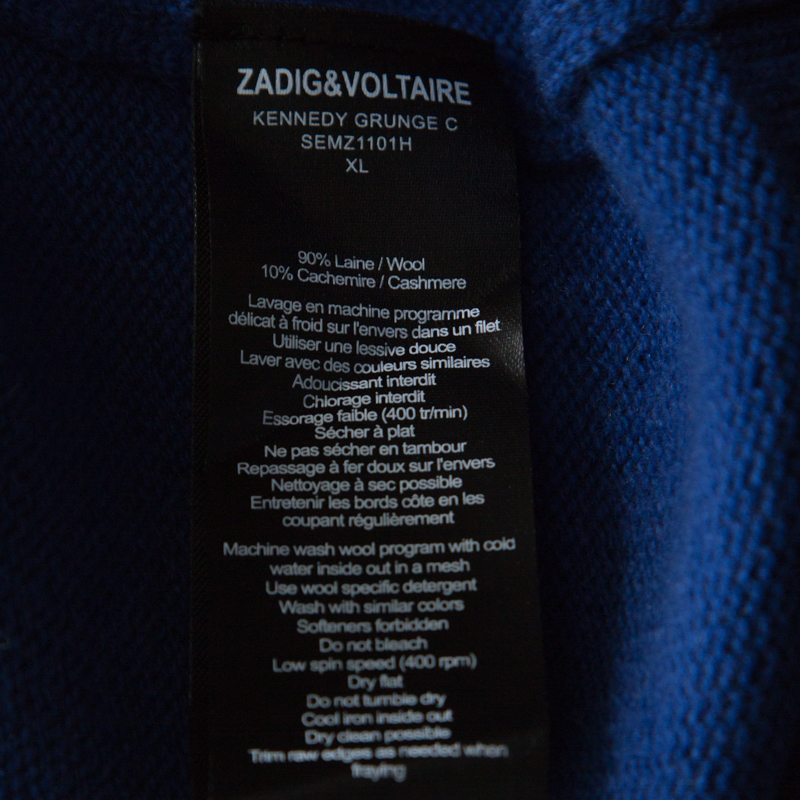 ZADIG&VOLTAIRE
KENNEDY GRUNGE C
SEMZ1101H
XL
90% Laine / Wool
10% Cachemire / Cashmere
Lavage en machine programme
délicat à froid sur l'envers dans un filet
Utiliser une lessive douce
Laver avec des couleurs similaires
Adoucissant interdit
Chlorage interdit
Essorage faible (400 tr/min)
Sécher à plat
Ne pas sécher en tambour
Repassage à fer doux sur l'envers
Nettoyage à sec possible
Entretenir les bords côte en les
coupant régulièrement
Machine wash wool program with cold
water inside out in a mesh
Use wool specific detergent
Wash with similar colors
Softeners forbidden
Do not bleach
Low spin speed (400 rpm)
Dry flat
Do not tumble dry
Cool iron inside out
Dry clean possible
Trim raw edges as needed when
fraying